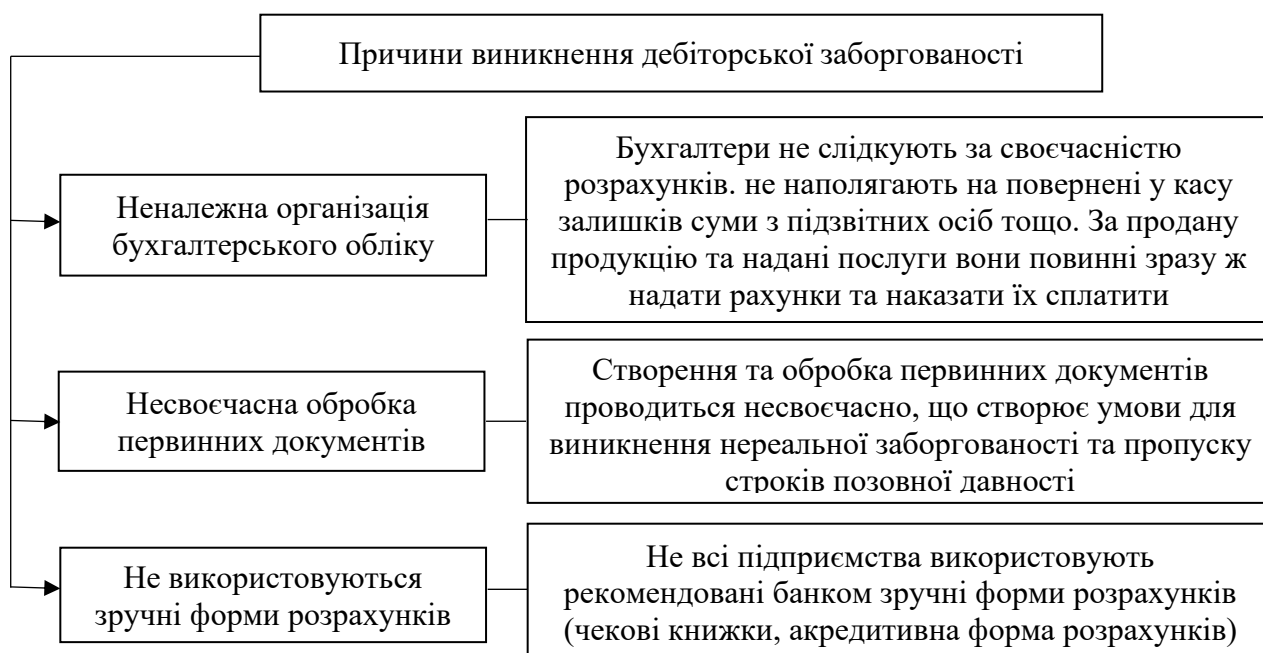 Причини виникнення дебіторської заборгованості
Неналежна організація
бухгалтерського обліку
Бухгалтери не слідкують за своєчасністю
розрахунків. не наполягають на повернені у касу
залишків суми з підзвітних осіб тощо. За продану
продукцію та надані послуги вони повинні зразу ж
надати рахунки та наказати їх сплатити
Несвоєчасна обробка
первинних документів
Створення та обробка первинних документів
проводиться несвоєчасно, що створює умови для
виникнення нереальної заборгованості та пропуску
строків позовної давності
Не використовуються
зручні форми розрахунків
Не всі підприємства використовують
рекомендовані банком зручні форми розрахунків
(чекові книжки, акредитивна форма розрахунків)